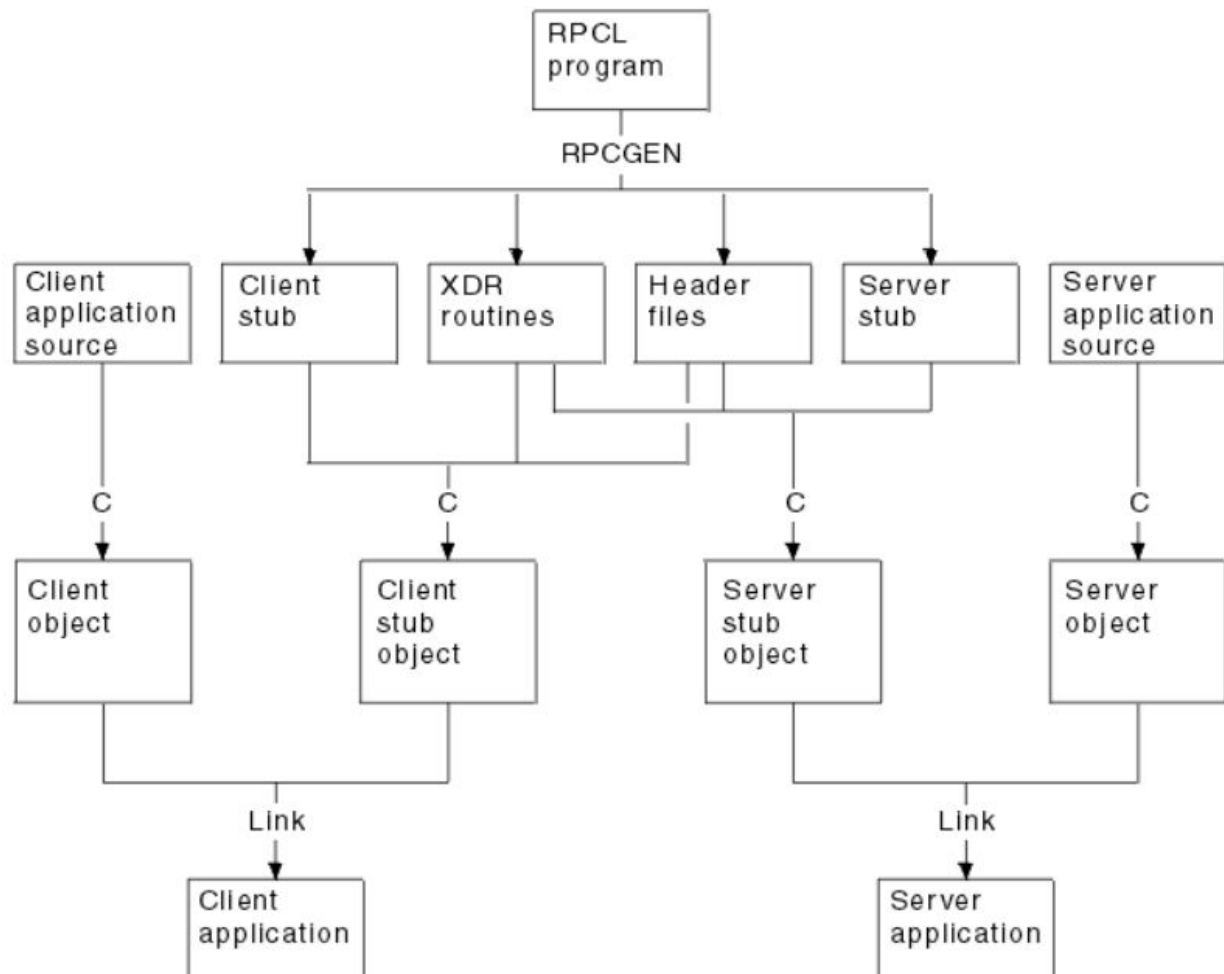 RPCL
program
RPCGEN
Client
application
source
Client
stub
XDR
routines
Header
files
Server
stub
Server
application
source
C
C
C
C
Client
object
Client
stub
object
Server
stub
object
Server
object
Link
Link
Client
application
Server
application